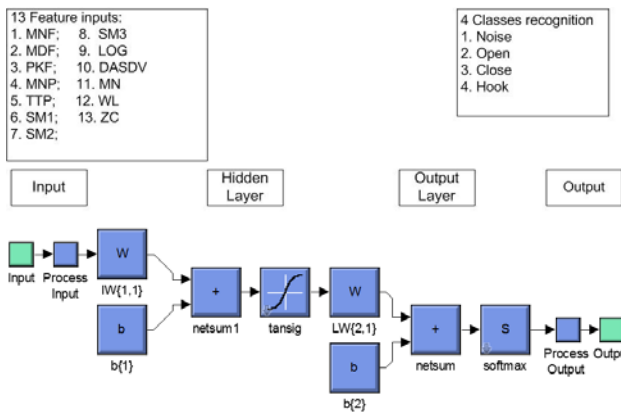 13 Feature inputs:
1. MNF; 8. SM3
2. MDF; 9. LOG
3. PKF; 10. DASDV
4. MNP; 11. MN
5. TTP; 12. WL
6. SM1; 13. ZC
7. SM2;
4 Classes recognition
1. Noise
2. Open
3. Close
4. Hook
Input
Hidden
Layer
Output
Layer
Output
W
IW{1,1}
Input
Process
Input
b
b{1}
+
netsum1
tansig
W
LW{2,1}
b
b{2}
+
netsum
S
softmax
Process
Output
Output